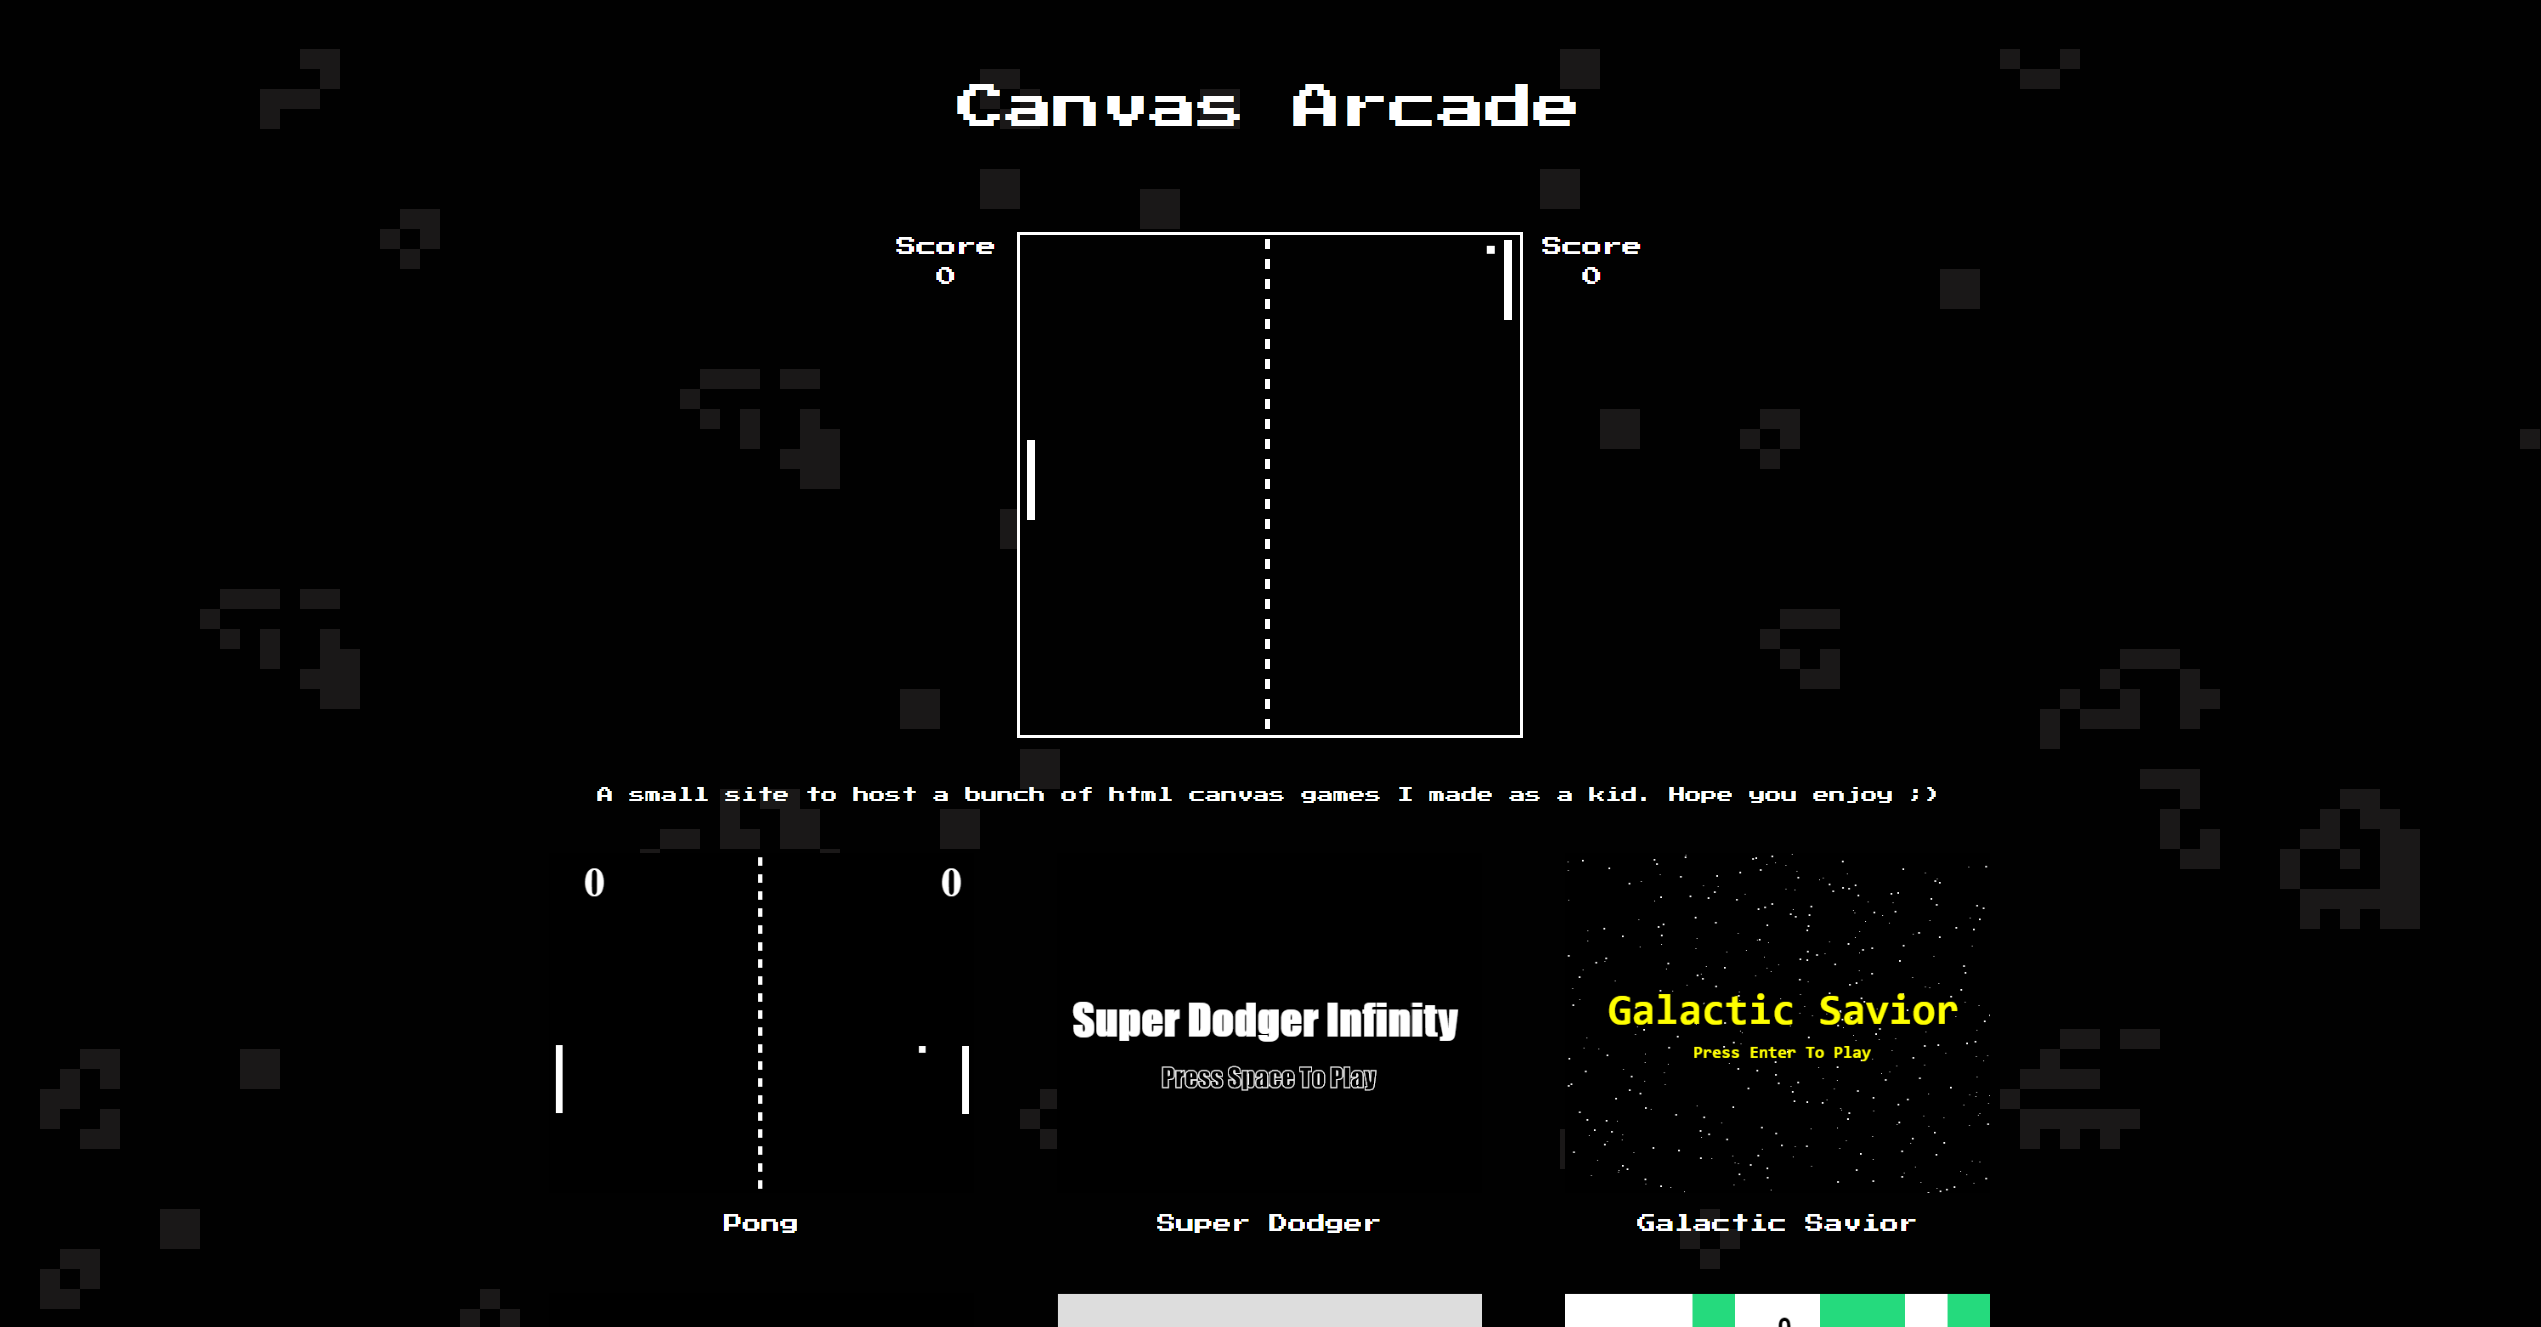 Canvas Arcade
Score
0
Score
0
A small site to host a bunch of html canvas games I made as a kid. Hope you enjoy ;)
0
0
Super Dodger Infinity
Press Space To Play
Galactic Savior
Press Enter To Play
Pong
Super Dodger
Galactic Savior